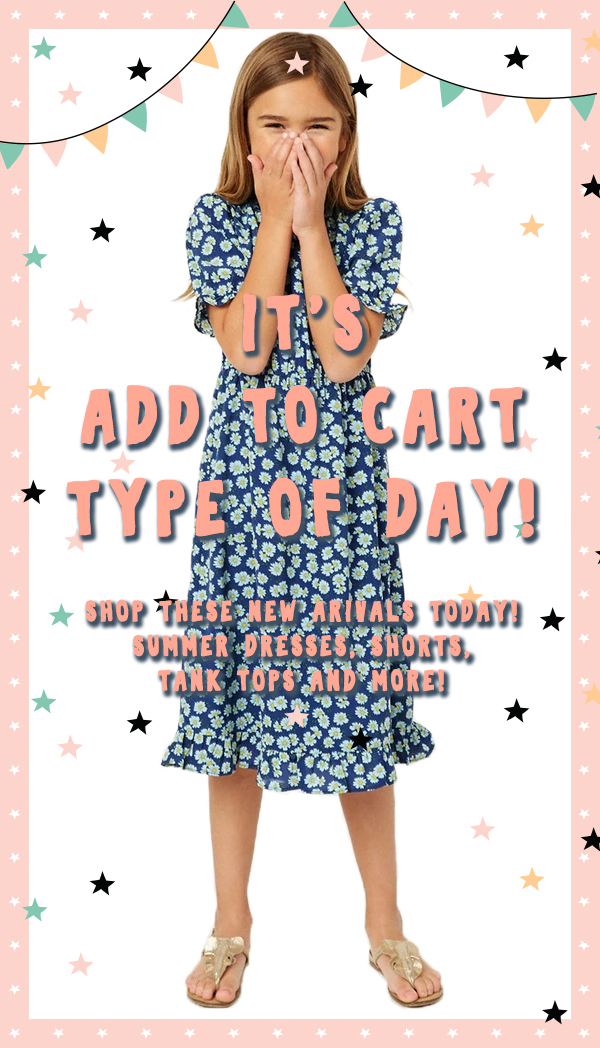 IT'S
ADD TO CART
TYPE OF DAY!
SHOP THESE NEW ARIVALS TODAY!
SUMMER DRESSES, SHORTS,
TANK TOPS AND MORE!